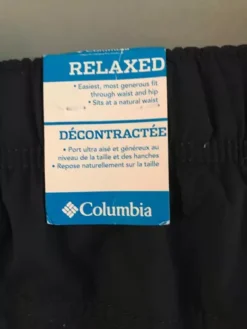 Columbia
RELAXED
• Easiest, most generous fit
through waist and hip
• Sits at a natural waist
DÉCONTRACTÉE
• Port ultra aisé et généreux au
niveau de la taille et des hanches
• Repose naturellement sur la taille
Columbia